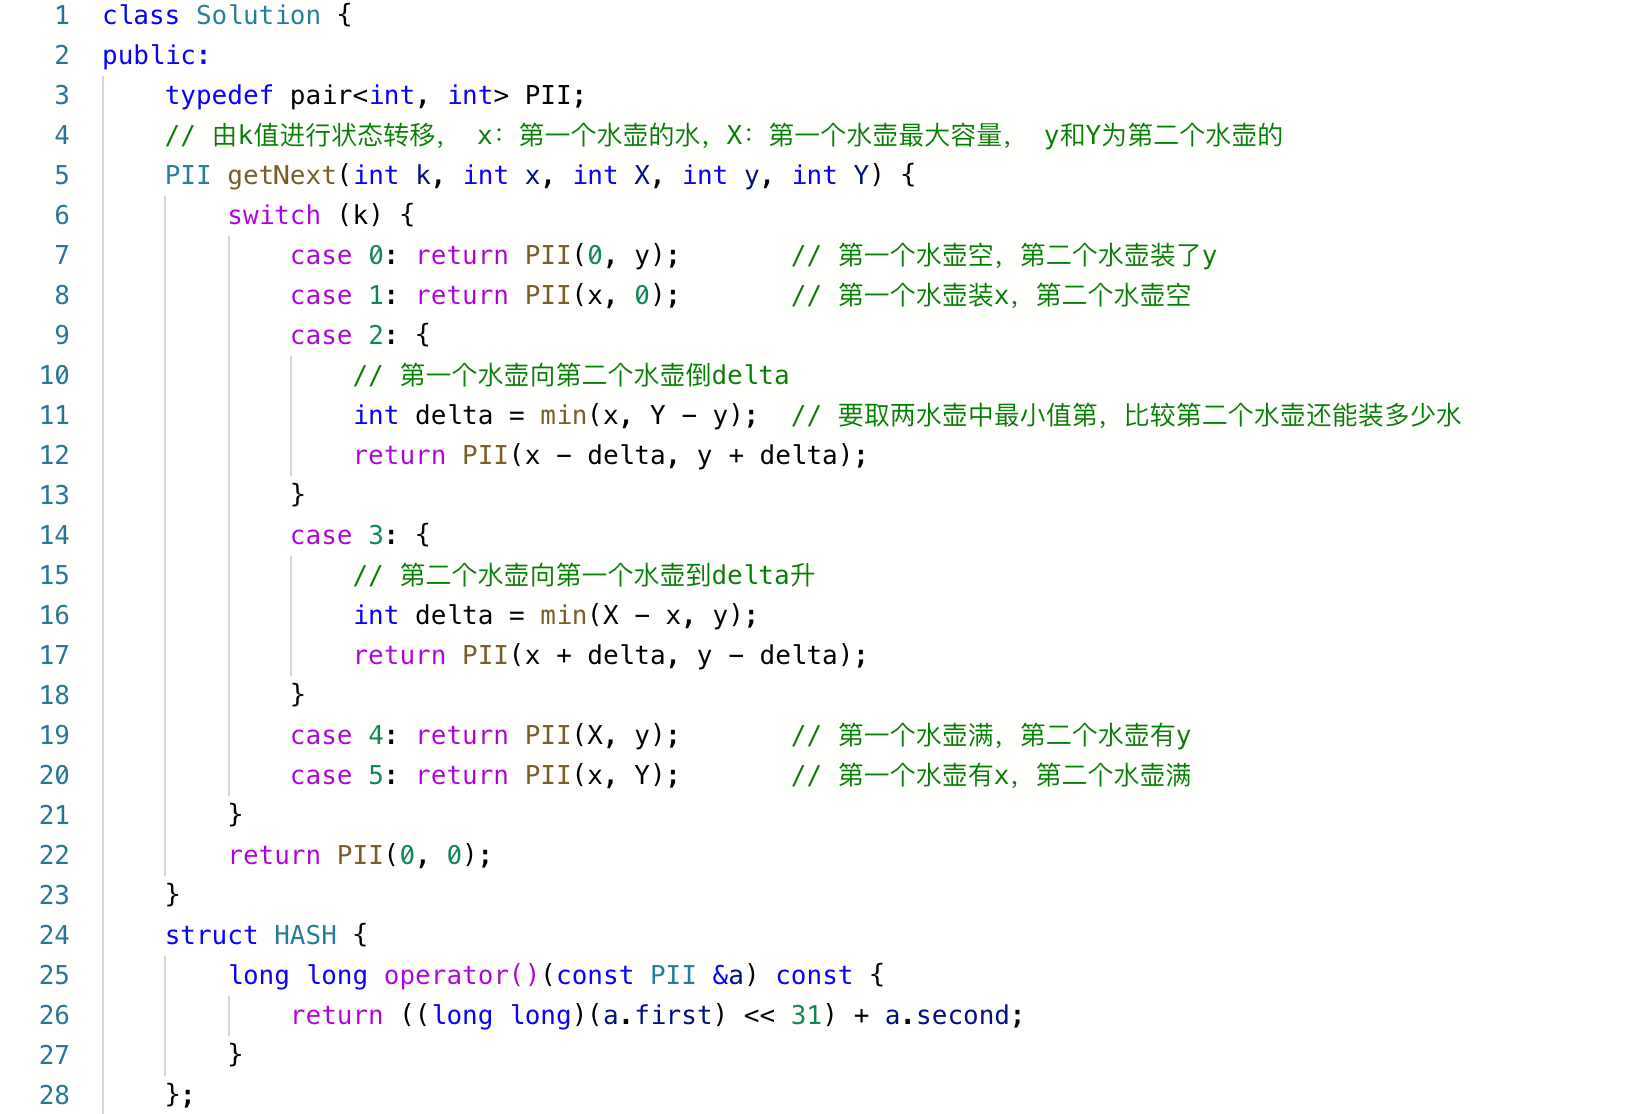 1 class Solution {
2 public:
3     typedef pair<int, int> PII;
4     // 由k值进行状态转移， x：第一个水壶的水，X：第一个水壶最大容量， y和Y为第二个水壶的
5     PII getNext(int k, int x, int X, int y, int Y) {
6         switch (k) {
7             case 0: return PII(0, y);       // 第一个水壶空，第二个水壶装了y
8             case 1: return PII(x, 0);       // 第一个水壶装x，第二个水壶空
9             case 2: {
10                 // 第一个水壶向第二个水壶倒delta
11                 int delta = min(x, Y - y);  // 要取两水壶中最小值第，比较第二个水壶还能装多少水
12                 return PII(x - delta, y + delta);
13             }
14             case 3: {
15                 // 第二个水壶向第一个水壶到delta升
16                 int delta = min(X - x, y);
17                 return PII(x + delta, y - delta);
18             }
19             case 4: return PII(X, y);       // 第一个水壶满，第二个水壶有y
20             case 5: return PII(x, Y);       // 第一个水壶有x，第二个水壶满
21         }
22         return PII(0, 0);
23     }
24     struct HASH {
25         long long operator()(const PII &a) const {
26             return ((long long)(a.first) << 31) + a.second;
27         }
28     };